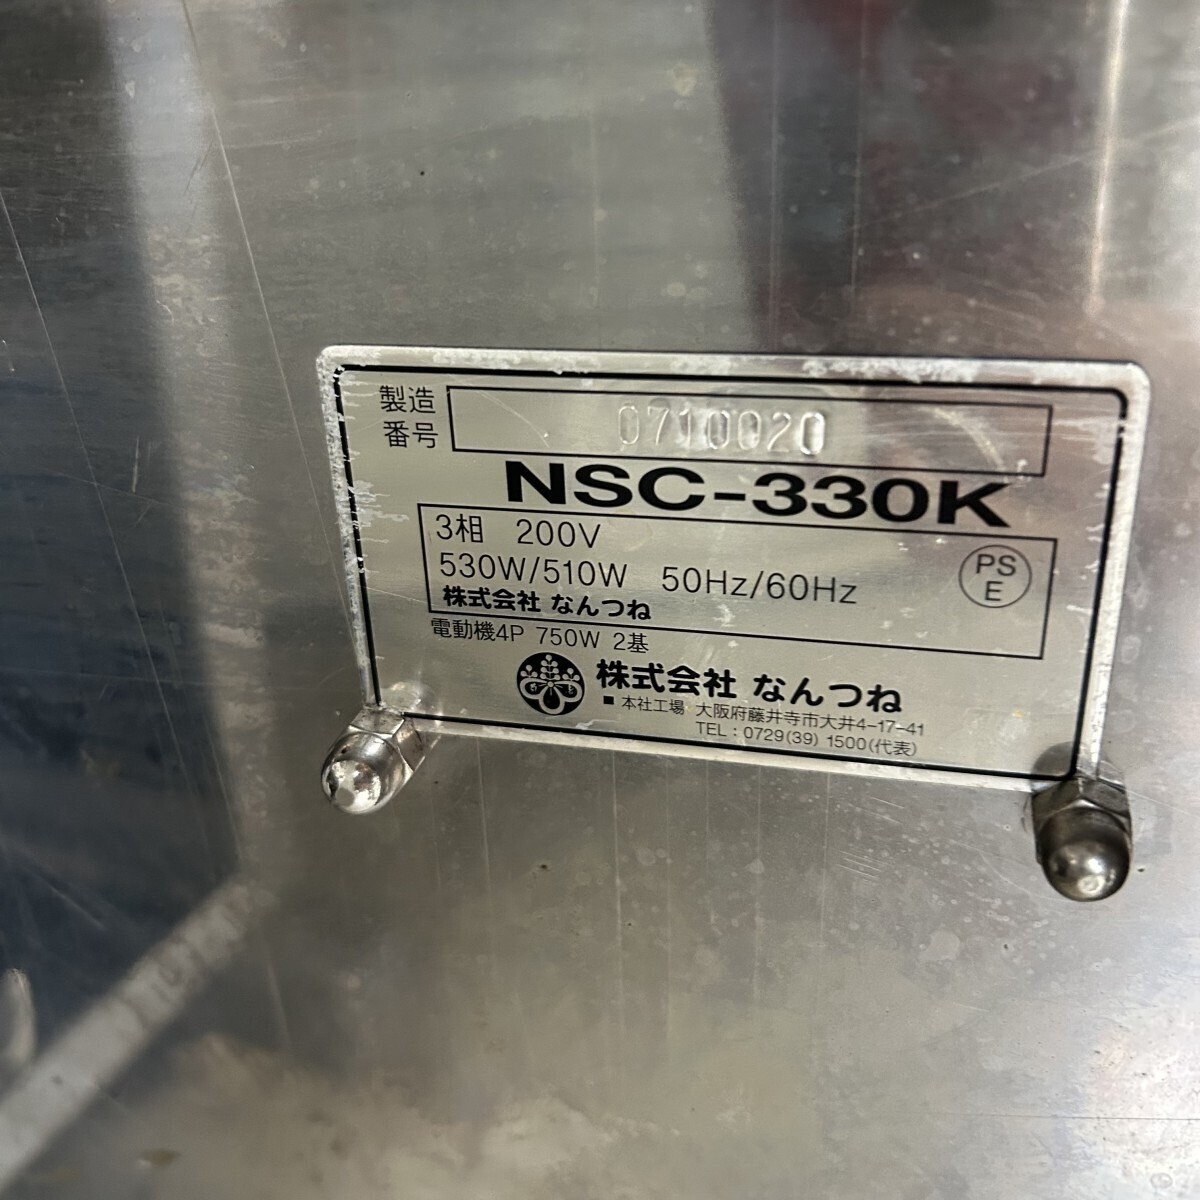 製造
番号
0710020
NSC-330K
3相 200V
530W/510W 50Hz/60Hz
PS
E
株式会社 なんつね
電動機4P 750W 2基
株式会社 なんつね
■ 本社工場 大阪府藤井寺市大井4-17-41
TEL:0729(39)1500(代表)